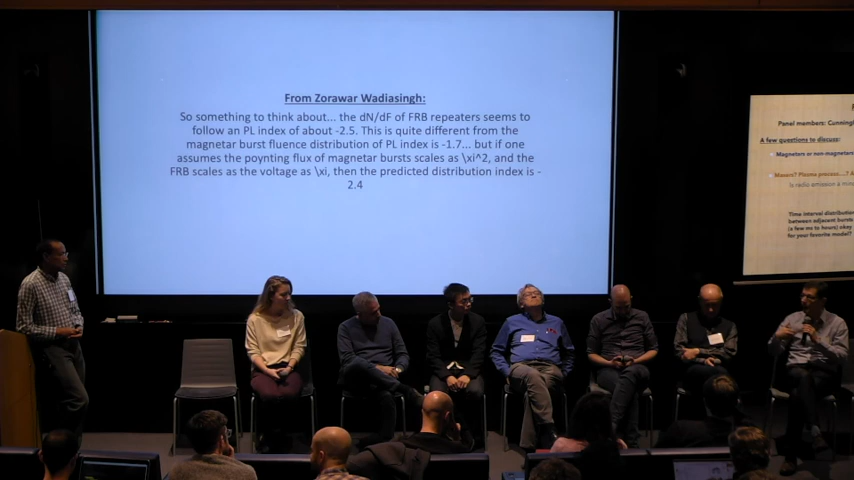 From Zorawar Wadiasingh:
So something to think about... the dN/dF of FRB repeaters seems to
follow an PL index of about -2.5. This is quite different from the
magnetar burst fluence distribution of PL index is -1.7... but if one
assumes the poynting flux of magnetar bursts scales as \xi^2, and the
FRB scales as the voltage as \xi, then the predicted distribution index is -
2.4
Panel members: Cunning
A few questions to discuss:
Magnetars or non-magnetars
Masers? Plasma process....? A
Is radio emission a mino
Time interval distribution
between adjacent bursts
(a few ms to hours) okay
for your favorite model?